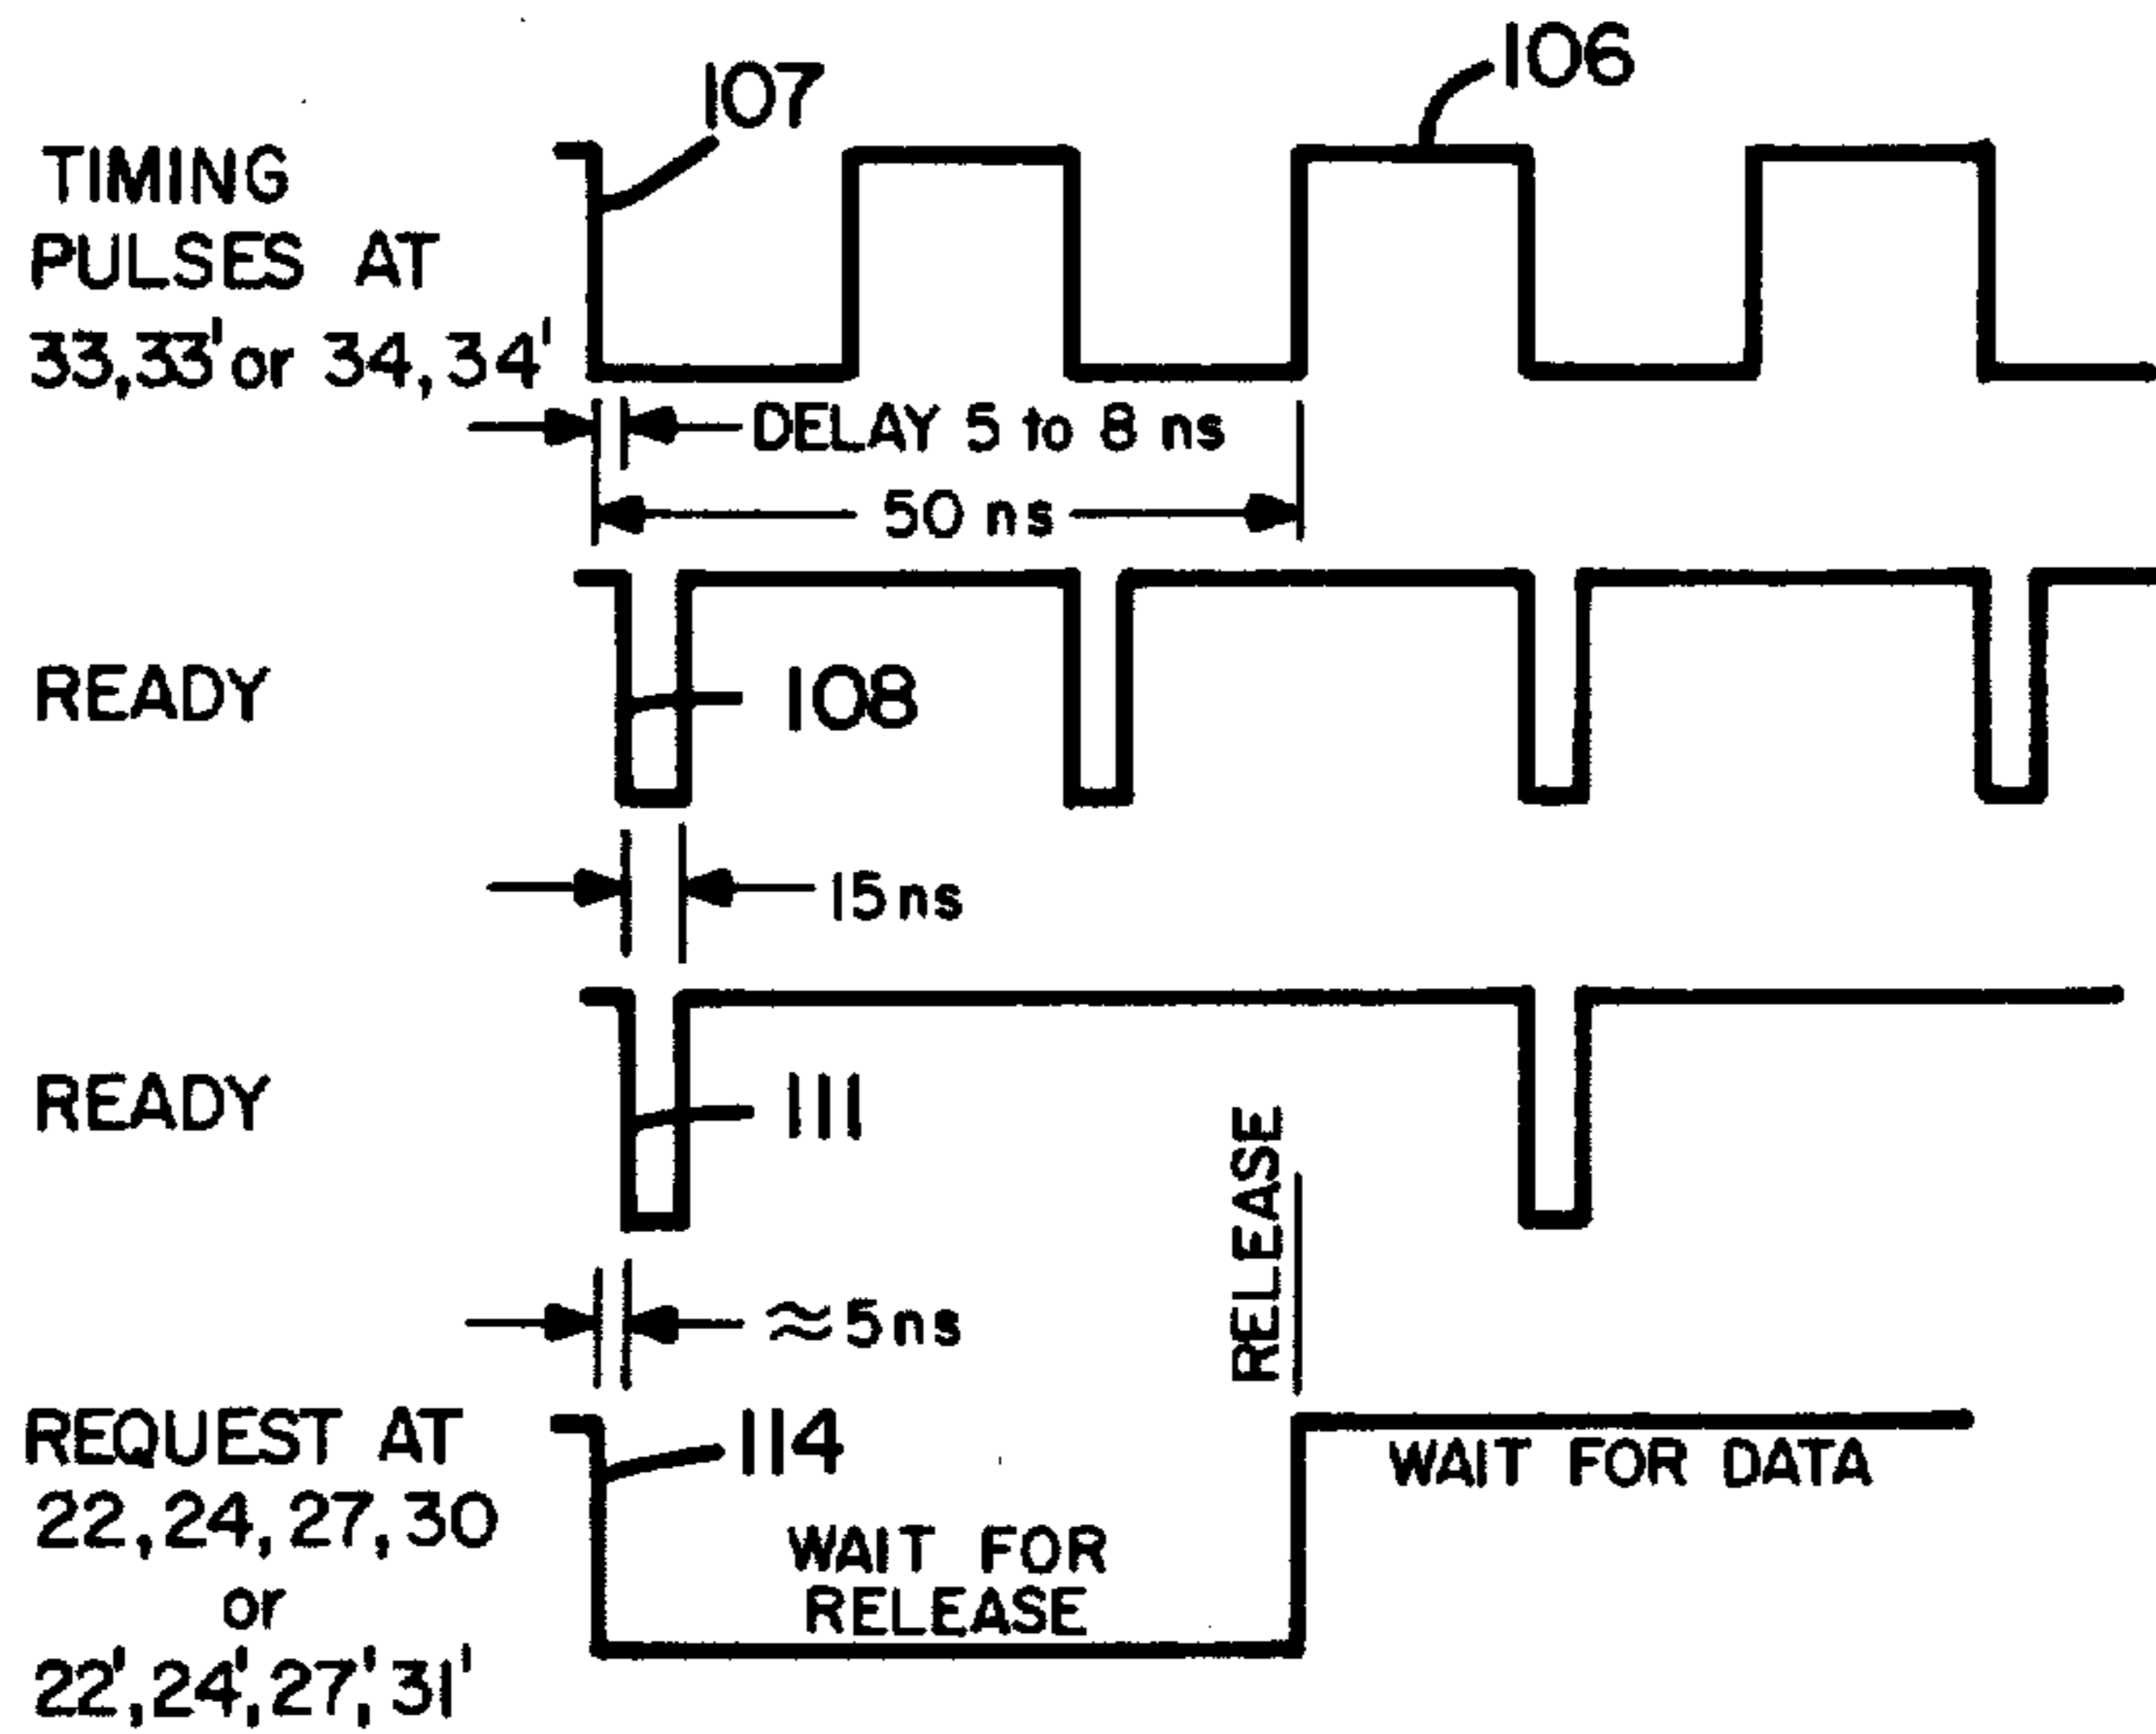 107
106
TIMING
PULSES AT
33,33' or 34,34'
DELAY 5 to 8 ns
50 ns
READY
108
15 ns
READY
111
RELEASE
≈5ns
REQUEST AT
22,24,27,30
or
22',24',27',31'
114
WAIT FOR
RELEASE
WAIT FOR DATA